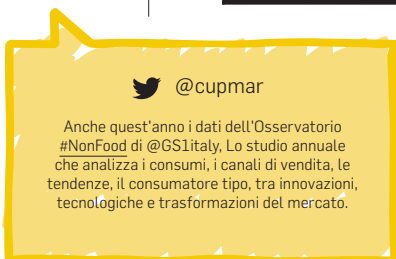 @cupmar
Anche quest'anno i dati dell'Osservatorio
#NonFood di @GS1italy, Lo studio annuale
che analizza i consumi, i canali di vendita, le
tendenze, il consumatore tipo, tra innovazioni,
tecnologiche e trasformazioni del mercato.